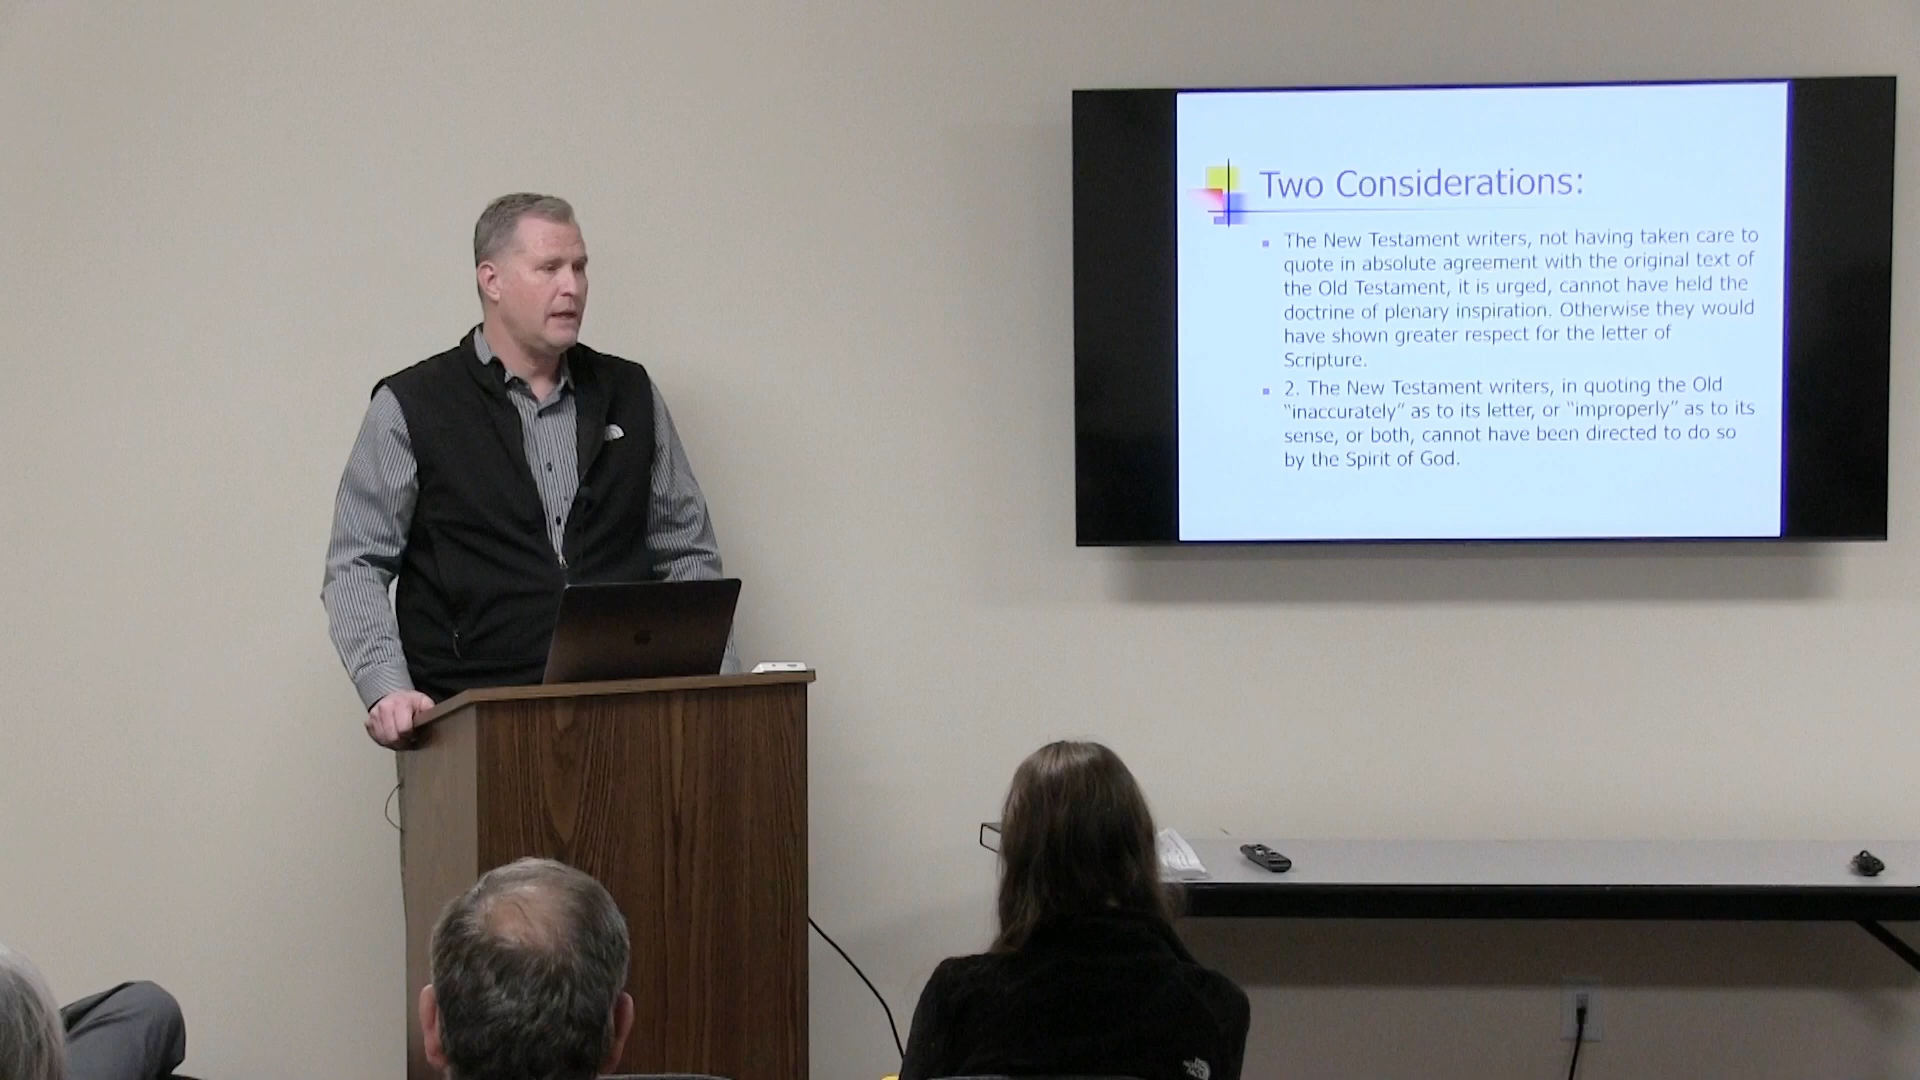 Two Considerations:
The New Testament writers, not having taken care to
quote in absolute agreement with the original text of
the Old Testament, it is urged, cannot have held the
doctrine of plenary inspiration. Otherwise they would
have shown greater respect for the letter of
Scripture.
2. The New Testament writers, in quoting the Old
“inaccurately” as to its letter, or “improperly” as to its
sense, or both, cannot have been directed to do so
by the Spirit of God.